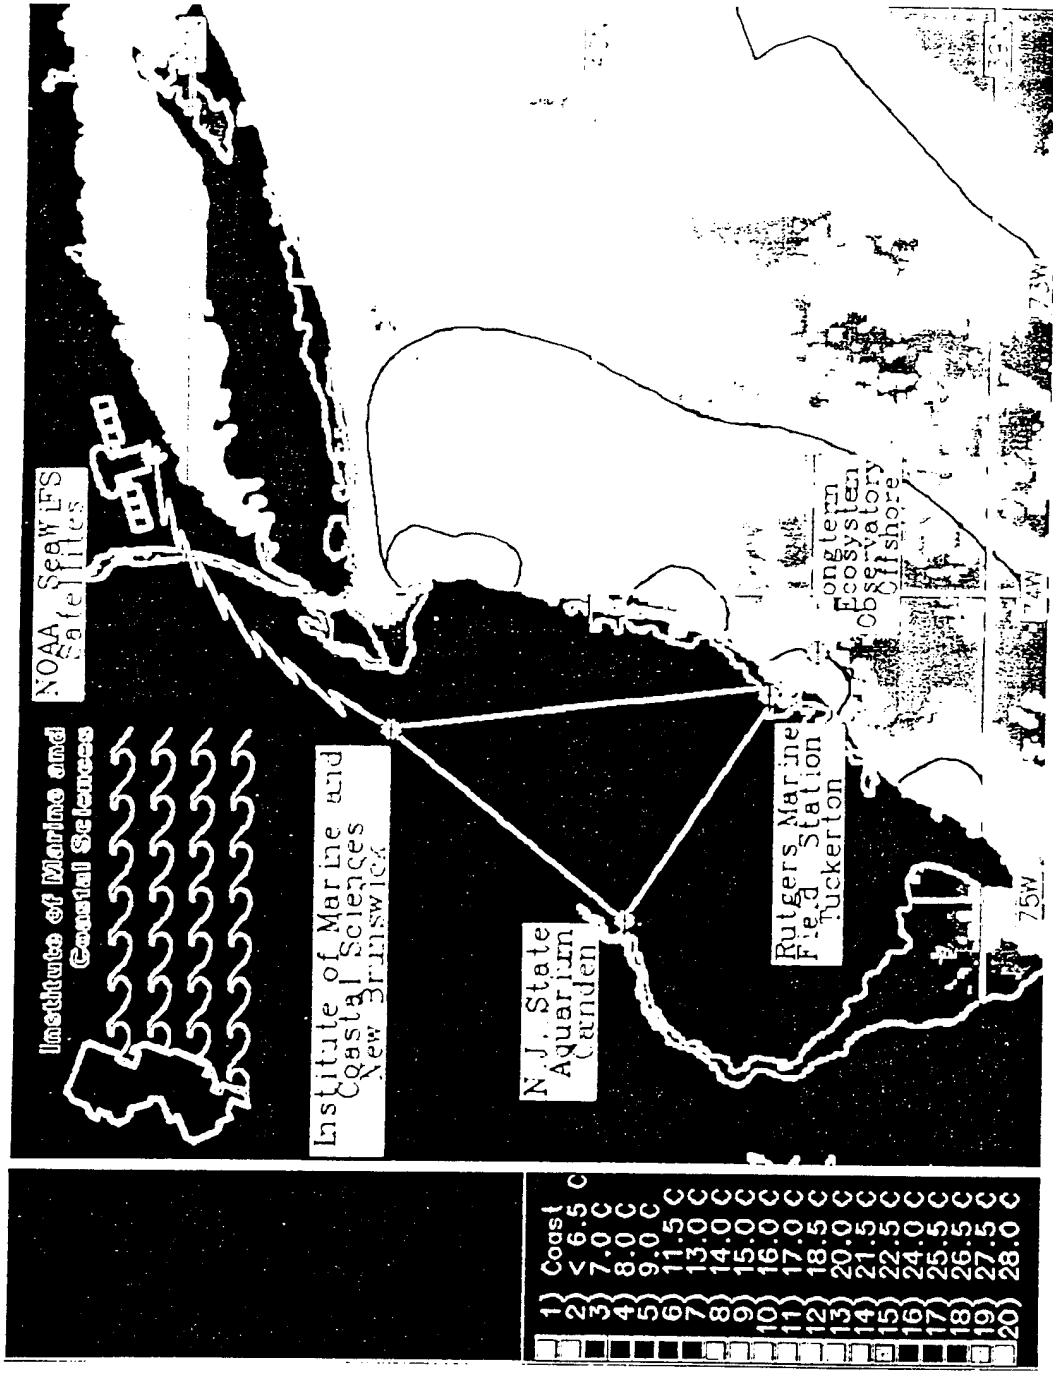 Institute of Marine and
Coastal Sciences
NOAA SeaWiFS
Satellites
Institute of Marine and
Coastal Sciences
New Brunswick
N.J. State
Aquarium
Camden
Rutgers Marine
Field Station
Tuckerton
Longterm
Ecosystem
Observatory
Offshore
75W
74W
73W
1) Coast
2) < 6.5 C
3) 7.0 C
4) 8.0 C
5) 9.0 C
6) 11.5 C
7) 13.0 C
8) 14.0 C
9) 15.0 C
10) 16.0 C
11) 17.0 C
12) 18.5 C
13) 20.0 C
14) 21.5 C
15) 22.5 C
16) 24.0 C
17) 25.5 C
18) 26.5 C
19) 27.5 C
20) 28.0 C